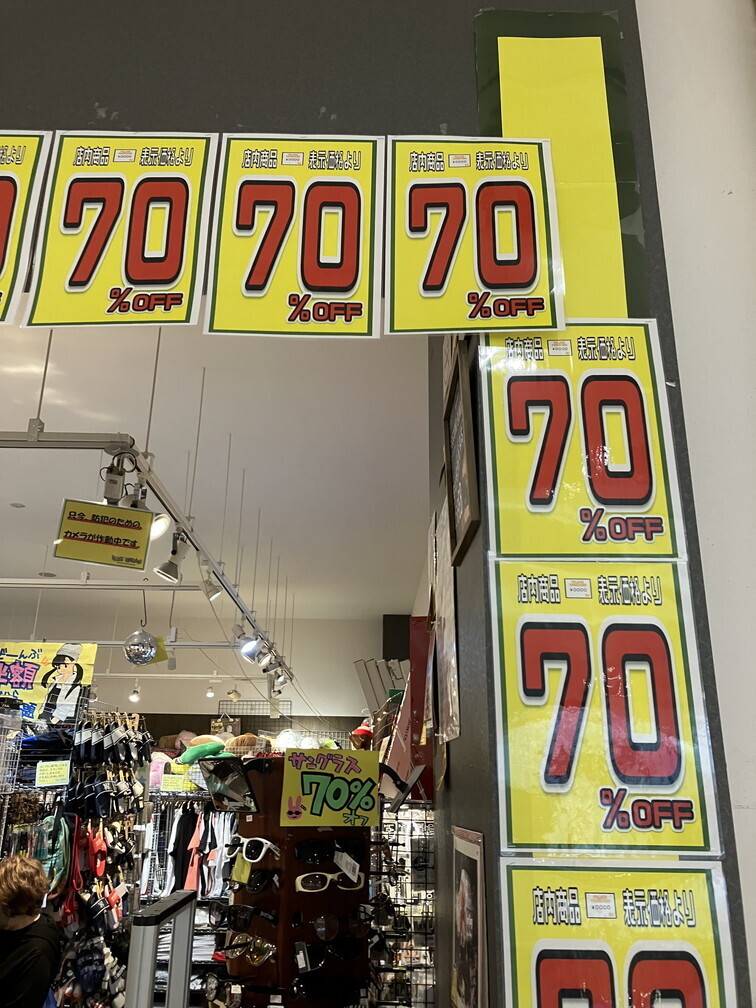 店内商品 表示価格より
70
%OFF
店内商品 表示価格より
70
%OFF
店内商品 表示価格より
70
%OFF
店内商品 表示価格より
70
%OFF
店内商品 表示価格より
70
%OFF
店内商品 表示価格より
70
只今、防犯のための
カメラが作動中です。
半額
サングラス
70%
オフ